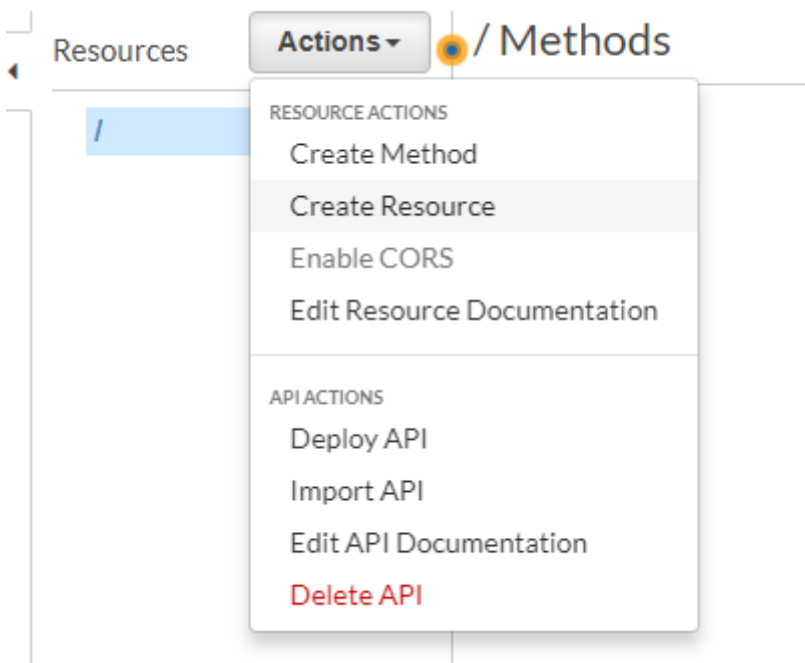 Resources
Actions
/ Methods
/
RESOURCE ACTIONS
Create Method
Create Resource
Enable CORS
Edit Resource Documentation
API ACTIONS
Deploy API
Import API
Edit API Documentation
Delete API